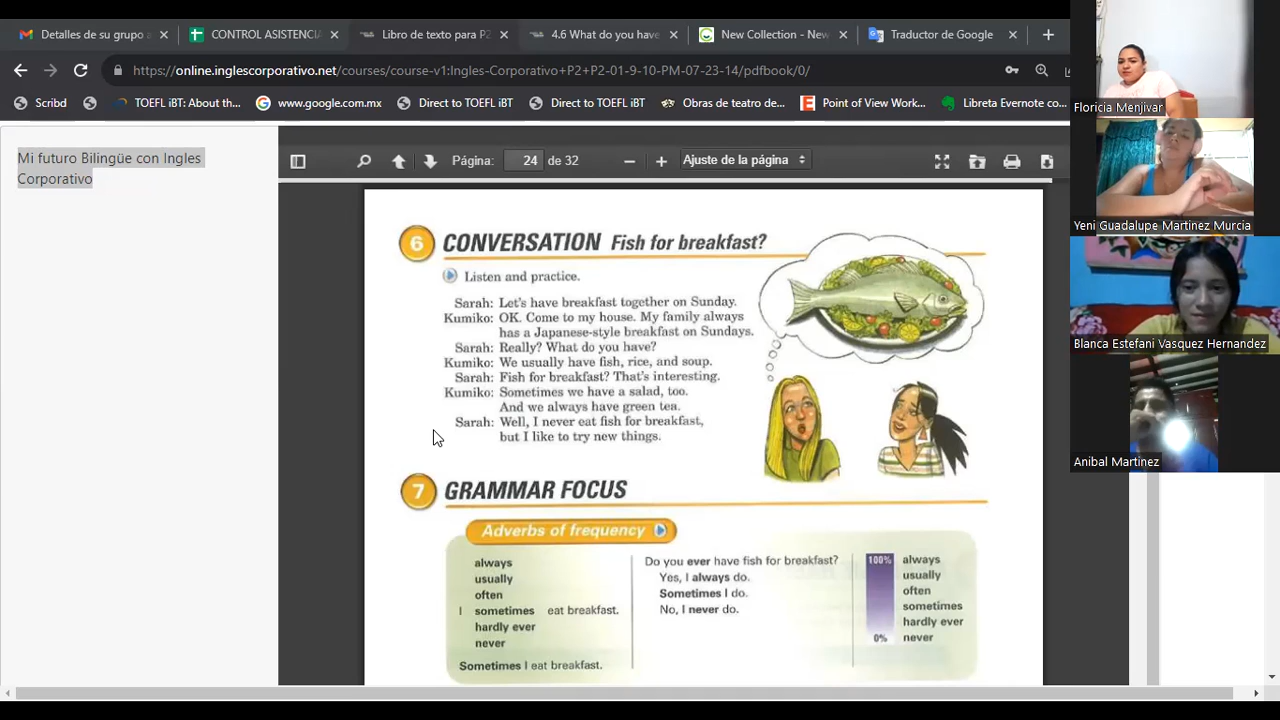 Detalles de su grupo
CONTROL ASISTENCIA
Libro de texto para P2
4.6 What do you have
New Collection - New
Traductor de Google
https://online.inglescorporativo.net/courses/course-v1:Ingles-Corporativo+P2+P2-01-9-10-PM-07-23-14/pdfbook/0/
Scribd
TOEFL iBT: About th...
www.google.com.mx
Direct to TOEFL iBT
Direct to TOEFL iBT
Obras de teatro de...
Point of View Work...
Libreta Evernote co...
Mi futuro Bilingüe con Ingles
Corporativo
Página: 24 de 32
Ajuste de la página
6 CONVERSATION Fish for breakfast?
Listen and practice.
Sarah: Let's have breakfast together on Sunday.
Kumiko: OK. Come to my house. My family always
has a Japanese-style breakfast on Sundays.
Sarah: Really? What do you have?
Kumiko: We usually have fish, rice, and soup.
Sarah: Fish for breakfast? That's interesting.
Kumiko: Sometimes we have a salad, too.
And we always have green tea.
Sarah: Well, I never eat fish for breakfast,
but I like to try new things.
7 GRAMMAR FOCUS
Adverbs of frequency
always
usually
often
I sometimes eat breakfast.
hardly ever
never
Sometimes I eat breakfast.
Do you ever have fish for breakfast?
Yes, I always do.
Sometimes I do.
No, I never do.
100% always
usually
often
sometimes
hardly ever
0% never
Floricia Menjivar
Yeni Guadalupe Martinez Murcia
Blanca Estefani Vasquez Hernandez
Anibal Martinez